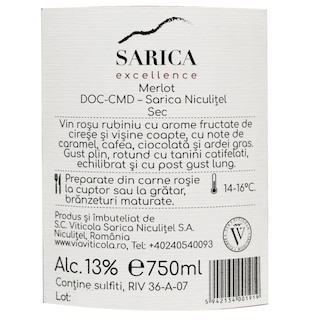 SARICA
excellence
Merlot
DOC-CMD – Sarica Niculițel
Sec
Vin roșu rubiniu cu arome fructate de
cireșe și vișine coapte, cu note de
caramel, cafea, ciocolată și ardei gras.
Gust plin, rotund cu tanini catifelați,
echilibrat și cu post gust lung.
Preparate din carne roșie
la cuptor sau la grătar,
brânzeturi maturate.
14-16°C.
Produs și îmbuteliat de
S.C. Viticola Sarica Niculițel S.A.
Niculițel, România
www.viaviticola.ro, Tel: +40240540093
Alc. 13% ℮750ml
Conține sulfiți, RIV 36-A-07
Lot:
5 942134 001919